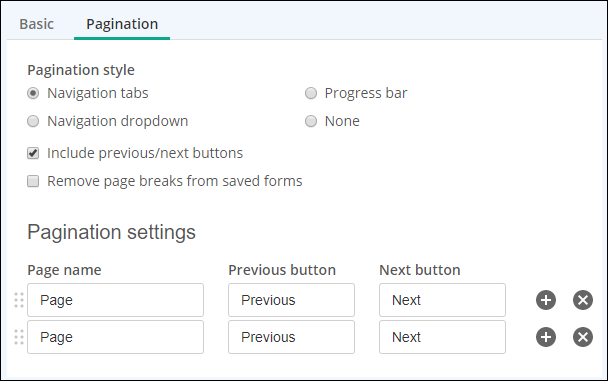 Basic Pagination
Pagination style
Navigation tabs Progress bar
Navigation dropdown None
Include previous/next buttons
Remove page breaks from saved forms
Pagination settings
Page name Previous button Next button
Page Previous Next
Page Previous Next